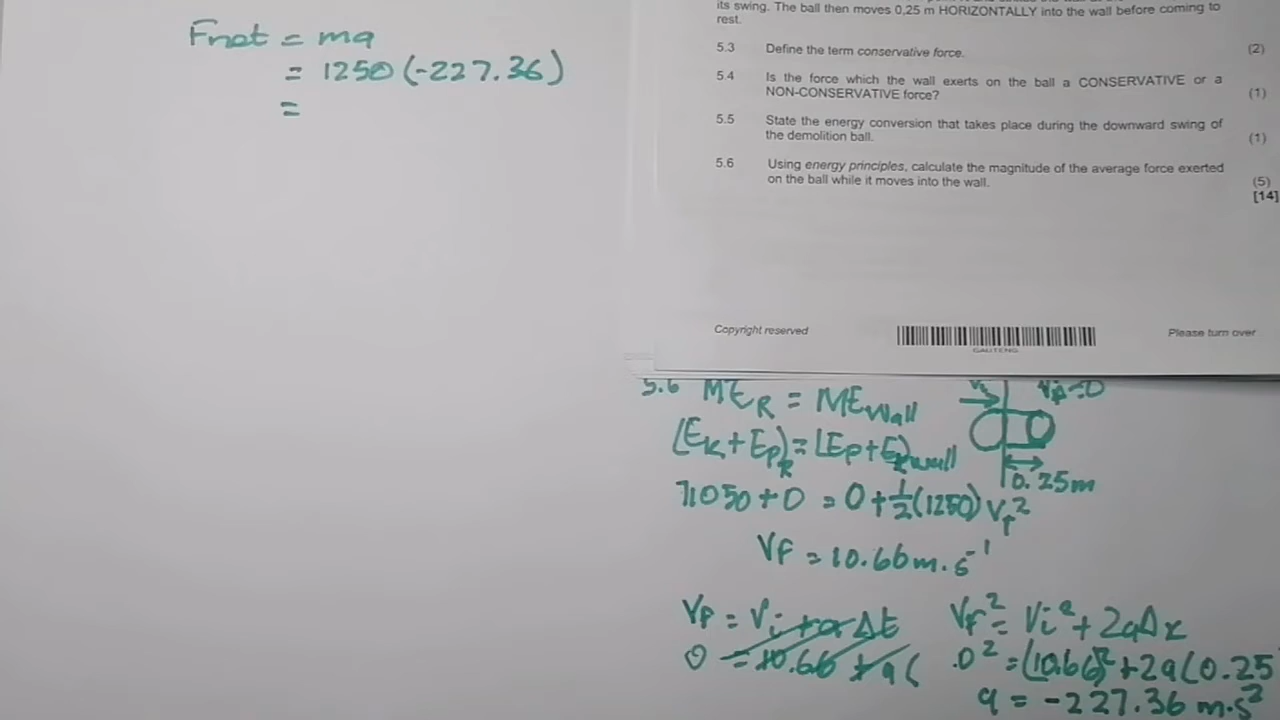 Fnet = ma
= 1250 (-227.36)
=
its swing. The ball then moves 0,25 m HORIZONTALLY into the wall before coming to
rest.
5.3 Define the term conservative force. (2)
5.4 Is the force which the wall exerts on the ball a CONSERVATIVE or a
NON-CONSERVATIVE force? (1)
5.5 State the energy conversion that takes place during the downward swing of
the demolition ball. (1)
5.6 Using energy principles, calculate the magnitude of the average force exerted
on the ball while it moves into the wall. (5)
[14]
Copyright reserved Please turn over
GAUTENG
5.6 ME_R = ME_Wall
(Ek + Ep)_R = (Ep + Ek)_wall
0.25m
71050 + 0 = 0 + 1/2 (1250) Vf²
Vf = 10.66 m.s⁻¹
Vf = Vi + aΔt
0 = 10.66 + a(
Vf² = Vi² + 2aΔx
0² = (10.66)² + 2a(0.25
a = -227.36 m.s²